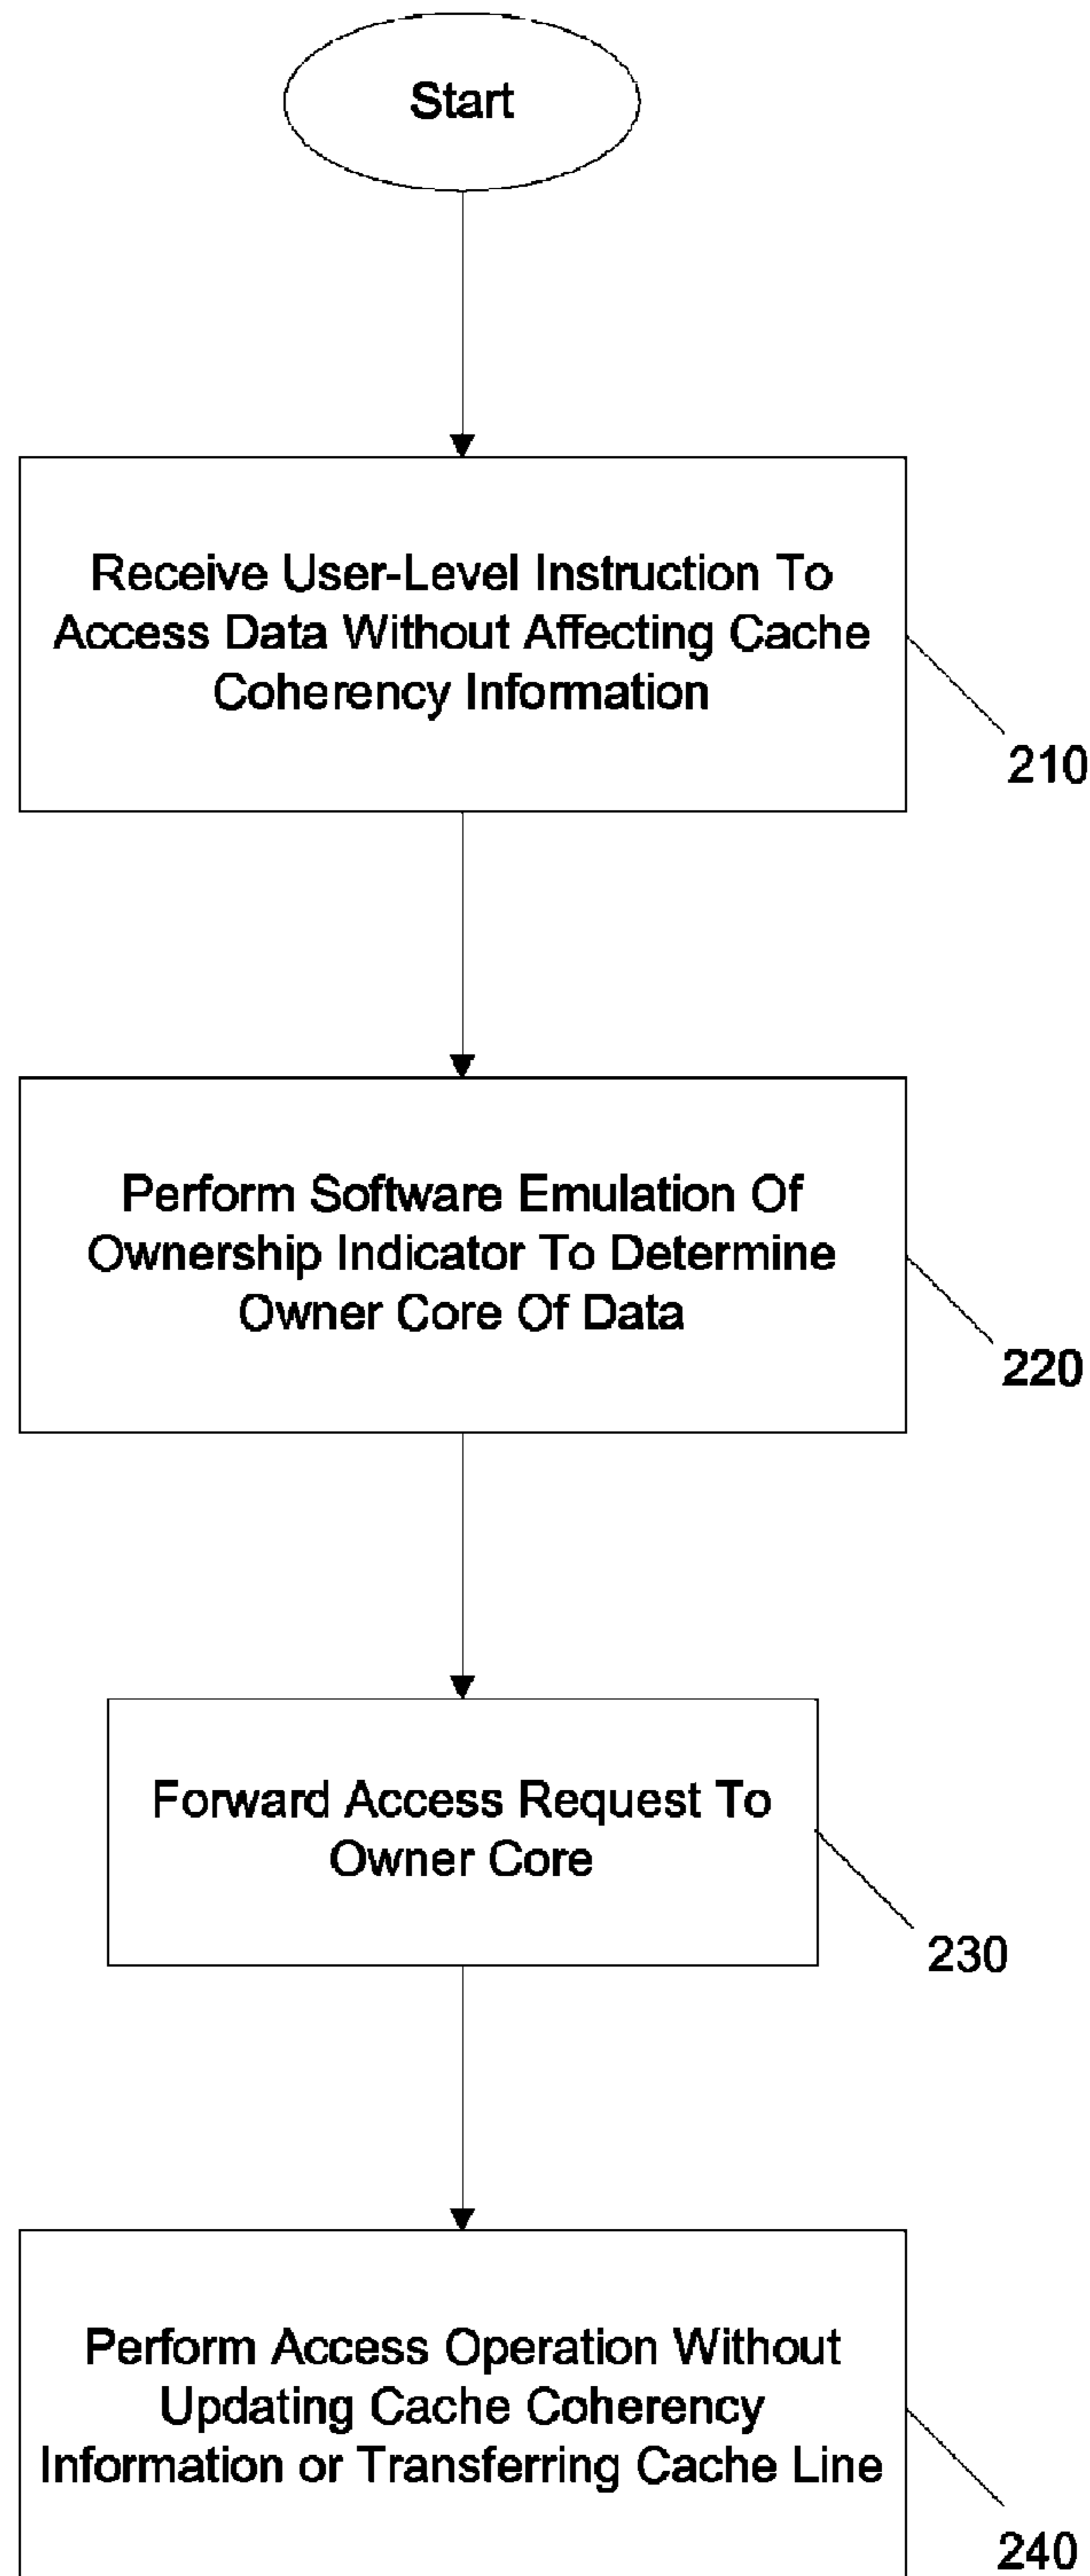 Start
Receive User-Level Instruction To
Access Data Without Affecting Cache
Coherency Information
210
Perform Software Emulation Of
Ownership Indicator To Determine
Owner Core Of Data
220
Forward Access Request To
Owner Core
230
Perform Access Operation Without
Updating Cache Coherency
Information or Transferring Cache Line
240